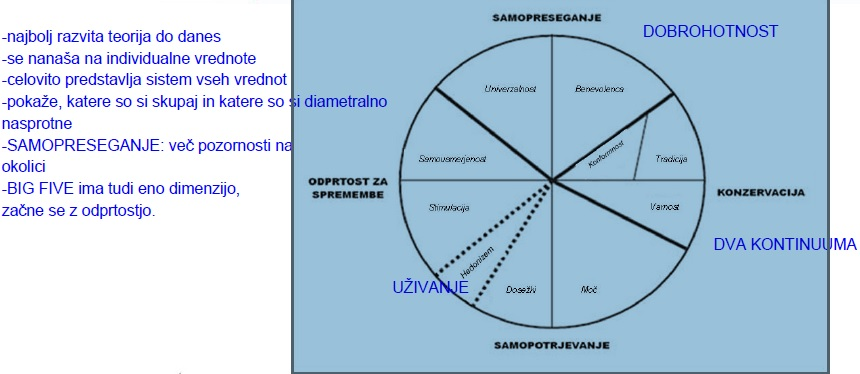 -najbolj razvita teorija do danes
-se nanaša na individualne vrednote
-celovito predstavlja sistem vseh vrednot
-pokaže, katere so si skupaj in katere so si diametralno
nasprotne
-SAMOPRESEGANJE: več pozornosti na
okolici
-BIG FIVE ima tudi eno dimenzijo,
začne se z odprtostjo.
SAMOPRESEGANJE
DOBROHOTNOST
Univerzalnost
Benevolenca
Konformnost
Samousmerjenost
Tradicija
ODPRTOST ZA
SPREMEMBE
KONZERVACIJA
Stimulacija
Varnost
DVA KONTINUUMA
Hedonizem
UŽIVANJE
Dosežki
Moč
SAMOPOTRJEVANJE